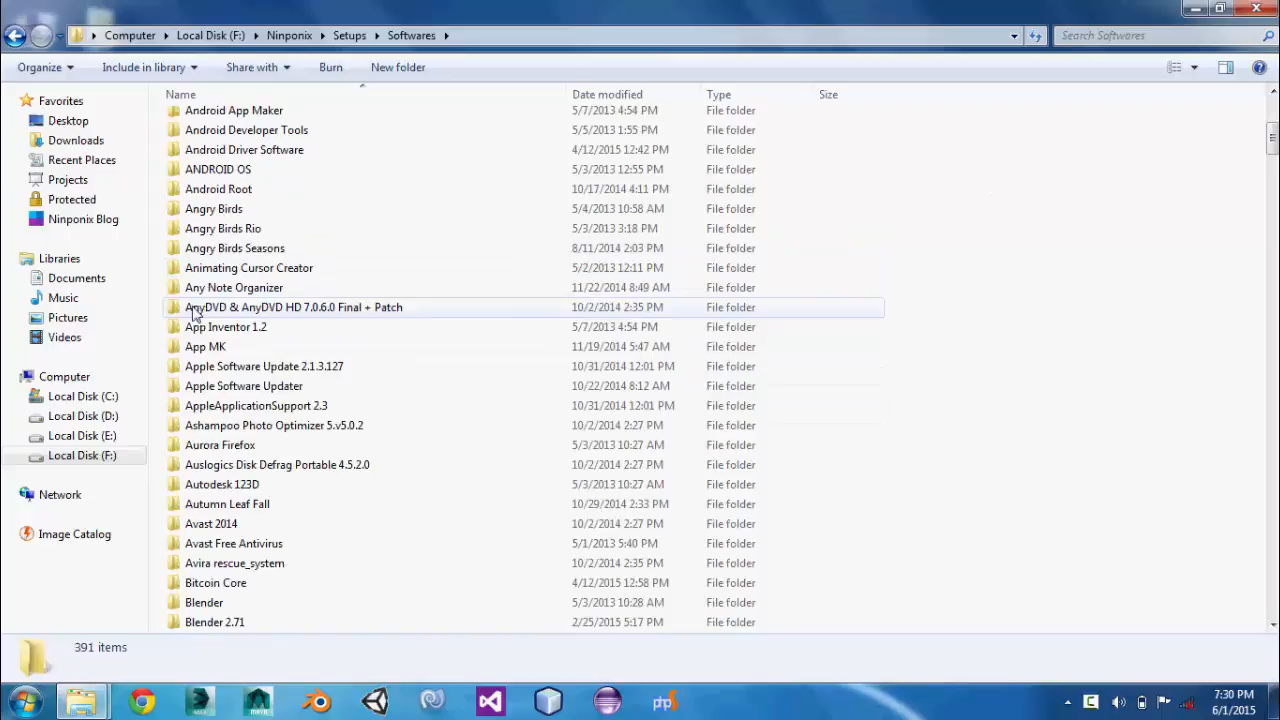 Computer Local Disk (F:) Ninponix Setups Softwares Search Softwares
Organize Include in library Share with Burn New folder
Name Date modified Type Size
Favorites
Desktop
Downloads
Recent Places
Projects
Protected
Ninponix Blog
Libraries
Documents
Music
Pictures
Videos
Computer
Local Disk (C:)
Local Disk (D:)
Local Disk (E:)
Local Disk (F:)
Network
Image Catalog
Android App Maker 5/7/2013 4:54 PM File folder
Android Developer Tools 5/5/2013 1:55 PM File folder
Android Driver Software 4/12/2015 12:42 PM File folder
ANDROID OS 5/3/2013 12:55 PM File folder
Android Root 10/17/2014 4:11 PM File folder
Angry Birds 5/4/2013 10:58 AM File folder
Angry Birds Rio 5/3/2013 3:18 PM File folder
Angry Birds Seasons 8/11/2014 2:03 PM File folder
Animating Cursor Creator 5/2/2013 12:11 PM File folder
Any Note Organizer 11/22/2014 8:49 AM File folder
AnyDVD & AnyDVD HD 7.0.6.0 Final + Patch 10/2/2014 2:35 PM File folder
App Inventor 1.2 5/7/2013 4:54 PM File folder
App MK 11/19/2014 5:47 AM File folder
Apple Software Update 2.1.3.127 10/31/2014 12:01 PM File folder
Apple Software Updater 10/22/2014 8:12 AM File folder
AppleApplicationSupport 2.3 10/31/2014 12:01 PM File folder
Ashampoo Photo Optimizer 5.v5.0.2 10/2/2014 2:27 PM File folder
Aurora Firefox 5/3/2013 10:27 AM File folder
Auslogics Disk Defrag Portable 4.5.2.0 10/2/2014 2:27 PM File folder
Autodesk 123D 5/3/2013 10:27 AM File folder
Autumn Leaf Fall 10/29/2014 2:33 PM File folder
Avast 2014 10/2/2014 2:27 PM File folder
Avast Free Antivirus 5/1/2013 5:40 PM File folder
Avira rescue_system 10/2/2014 2:35 PM File folder
Bitcoin Core 4/12/2015 12:58 PM File folder
Blender 5/3/2013 10:28 AM File folder
Blender 2.71 2/25/2015 5:17 PM File folder
391 items
php
7:30 PM
6/1/2015